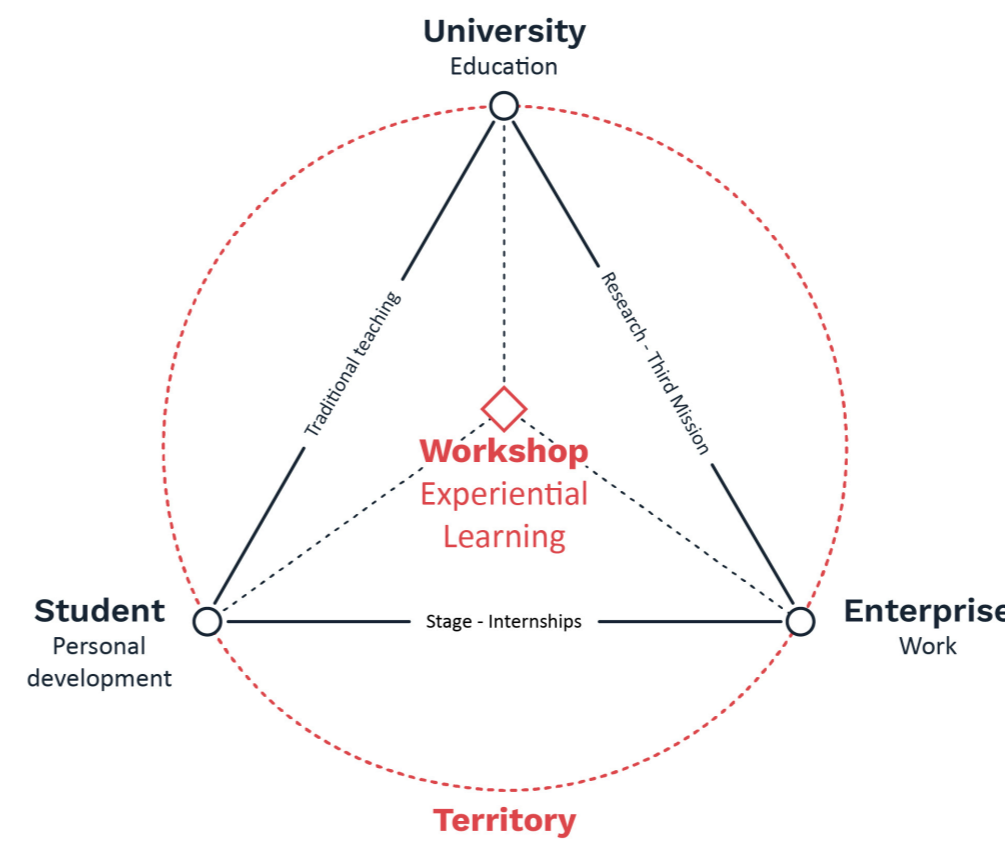 University
Education
Traditional teaching
Research - Third Mission
Workshop
Experiential
Learning
Student
Personal
development
Stage - Internships
Enterprise
Work
Territory